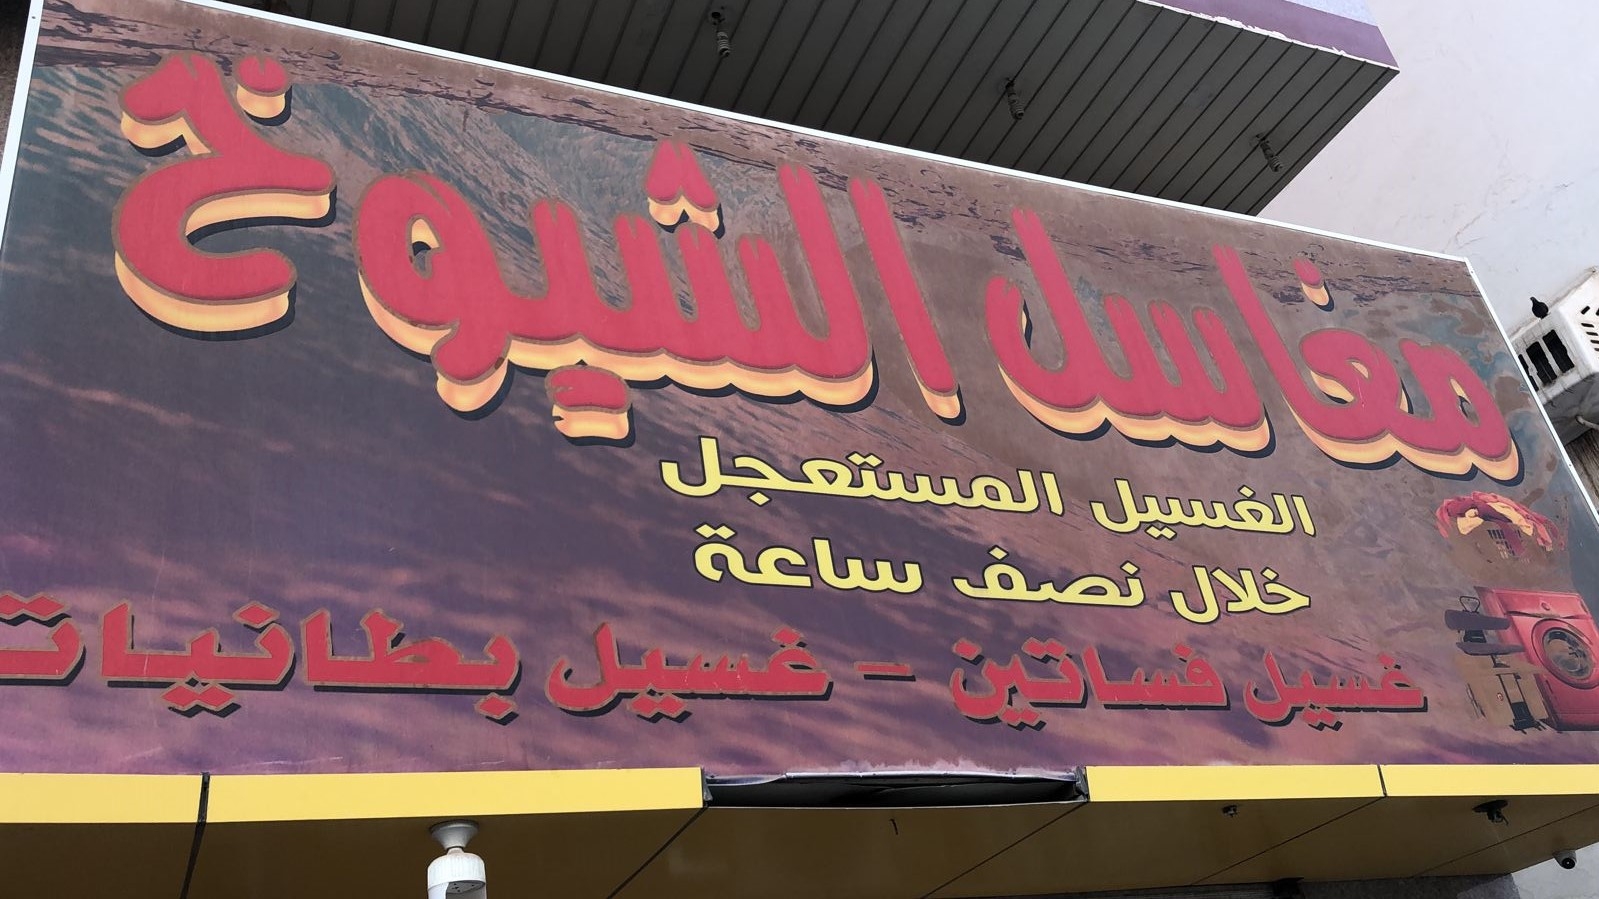 مغاسل الشيوخ
الغسيل المستعجل
خلال نصف ساعة
غسيل فساتين - غسيل بطانيات